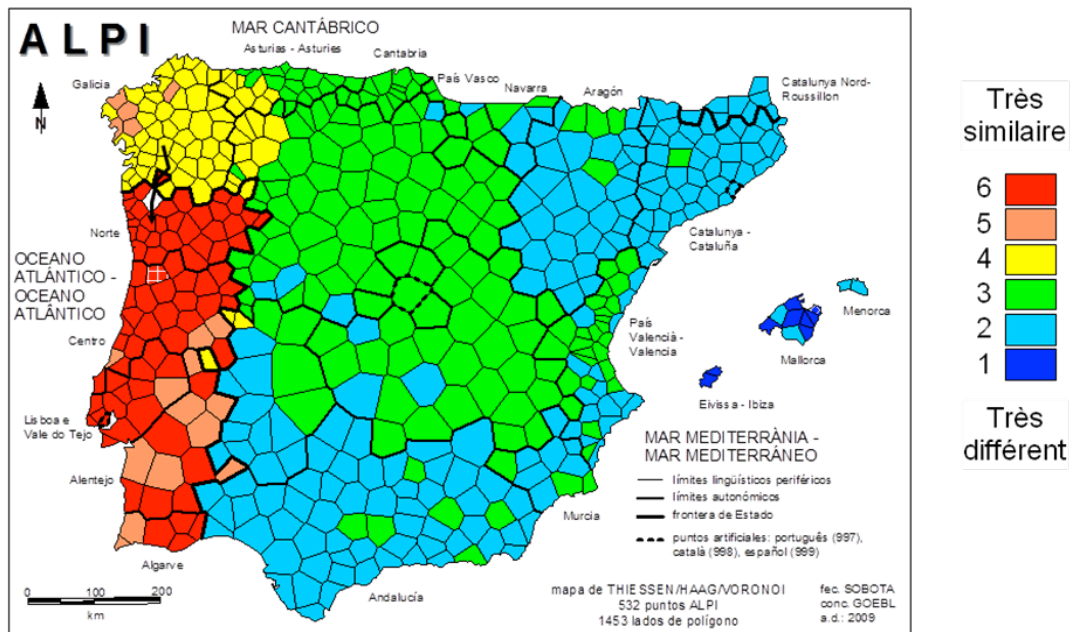 ALPI
MAR CANTÁBRICO
Asturias - Asturies
Cantabria
País Vasco
Navarra
Aragón
Catalunya Nord-
Roussillon
Galicia
N
Norte
OCEANO
ATLÁNTICO -
OCEANO
ATLÂNTICO
Centro
Lisboa e
Vale do Tejo
Alentejo
Algarve
Catalunya -
Cataluña
Menorca
Mallorca
País
Valencià -
Valencia
Eivissa - Ibiza
MAR MEDITERRÀNIA -
MAR MEDITERRÁNEO
límites lingüísticos periféricos
límites autonómicos
frontera de Estado
puntos artificiales: português (997),
català (998), español (999)
Murcia
Andalucía
0 100 200
km
mapa de THIESSEN/HAAG/VORONOI
532 puntos ALPI
1453 lados de polígono
fec. SOBOTA
conc. GOEBL
a.d.: 2009
Très
similaire
6
5
4
3
2
1
Très
différent